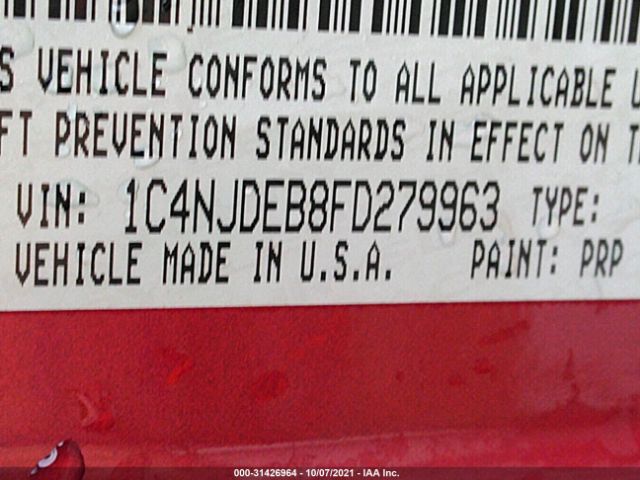 S VEHICLE CONFORMS TO ALL APPLICABLE
FT PREVENTION STANDARDS IN EFFECT ON
VIN: 1C4NJDEB8FD279963 TYPE:
VEHICLE MADE IN U.S.A. PAINT: PRP
000-31426964 - 10/07/2021 - IAA Inc.